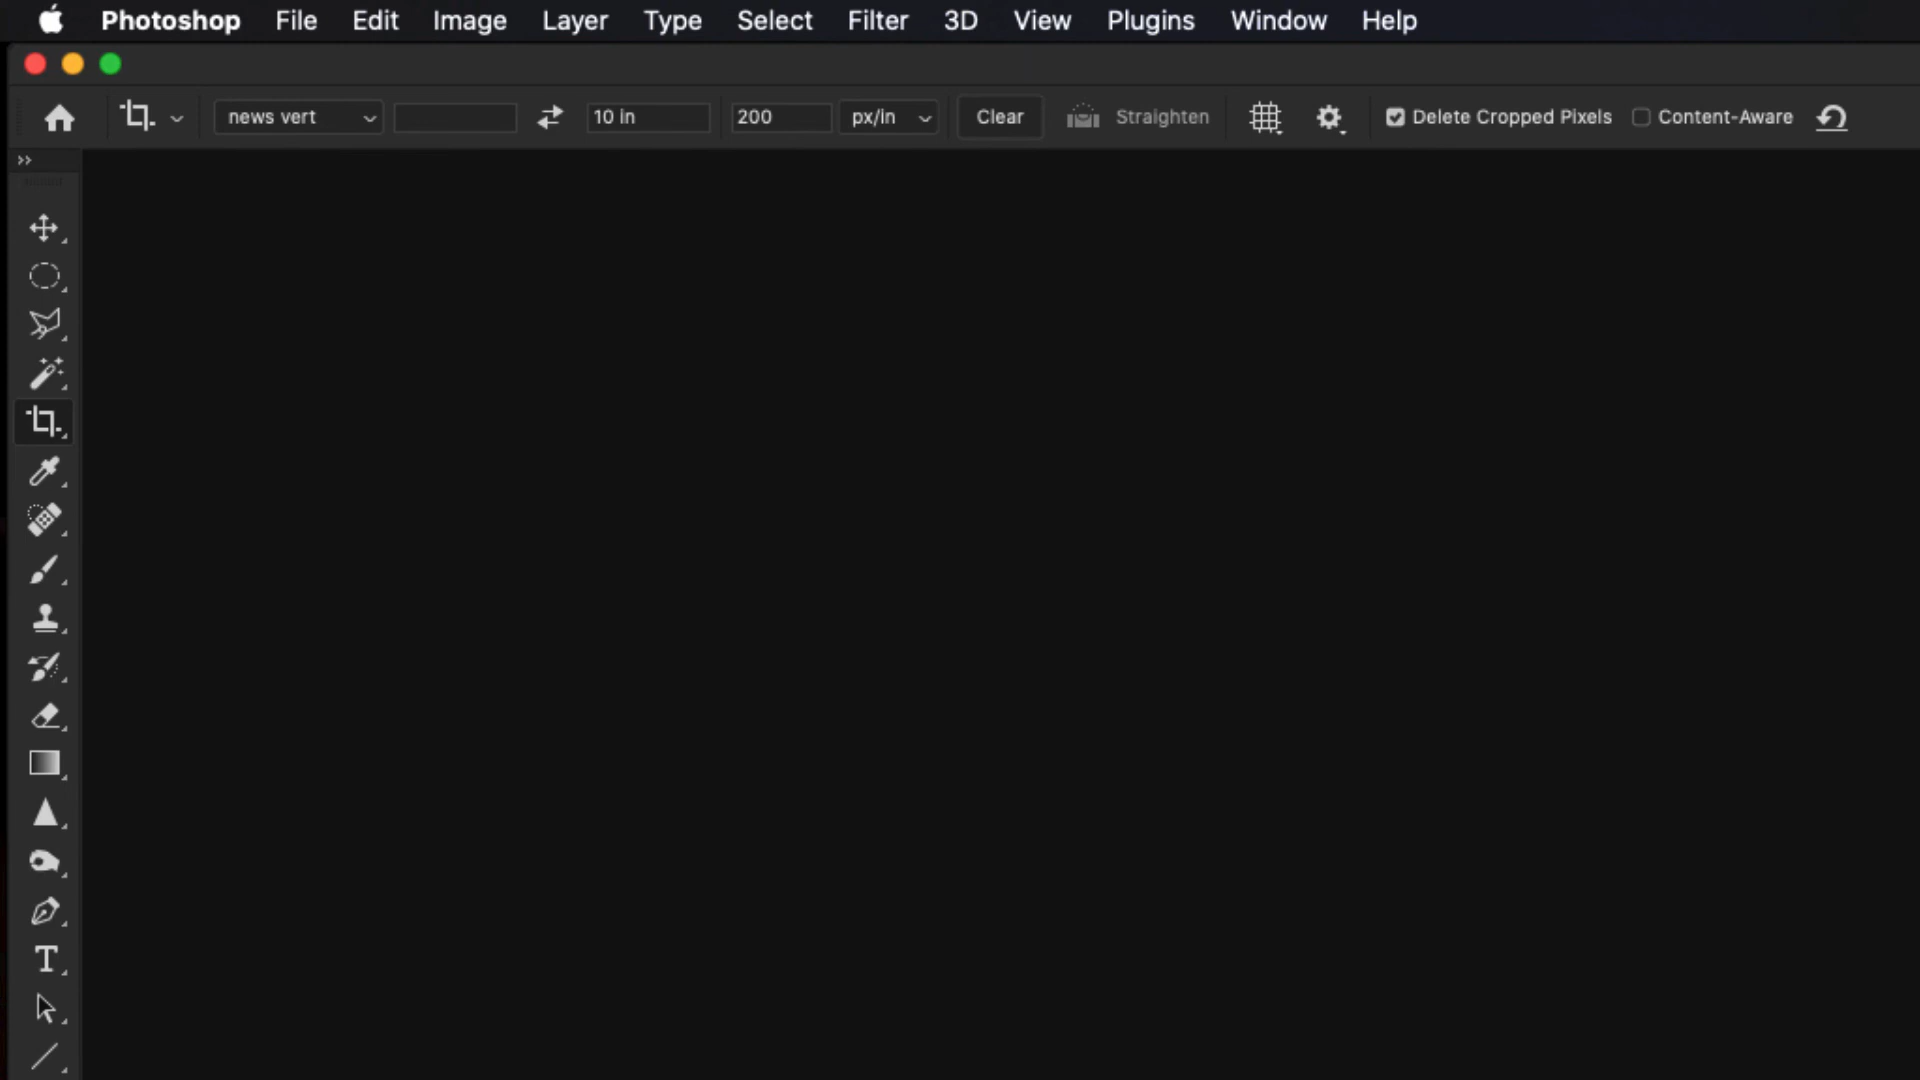 Photoshop File Edit Image Layer Type Select Filter 3D View Plugins Window Help
news vert 10 in 200 px/in Clear Straighten Delete Cropped Pixels Content-Aware
T